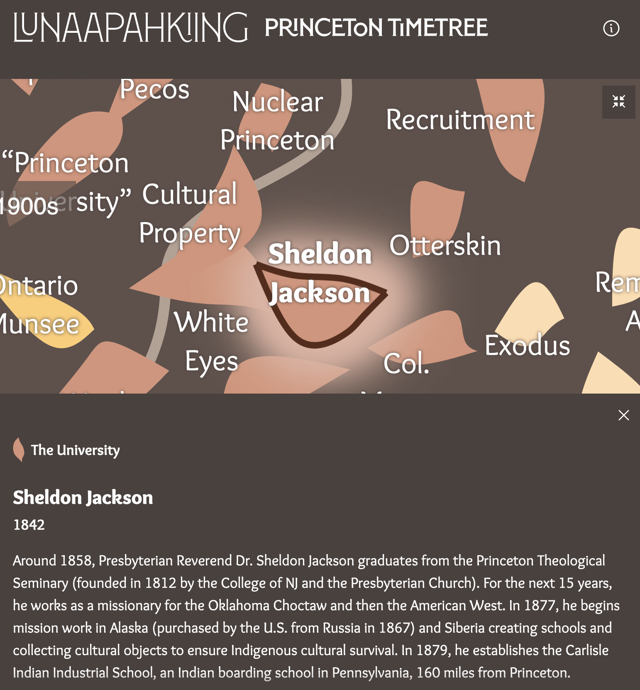 LUNAAPAHKIING PRINCETON TIMETREE
Pecos
Nuclear
Princeton
Recruitment
“Princeton
University”
1900s
Cultural
Property
Sheldon
Jackson
Otterskin
Ontario
Munsee
White
Eyes
Col.
Exodus
Rem
A
The University
Sheldon Jackson
1842
Around 1858, Presbyterian Reverend Dr. Sheldon Jackson graduates from the Princeton Theological
Seminary (founded in 1812 by the College of NJ and the Presbyterian Church). For the next 15 years,
he works as a missionary for the Oklahoma Choctaw and then the American West. In 1877, he begins
mission work in Alaska (purchased by the U.S. from Russia in 1867) and Siberia creating schools and
collecting cultural objects to ensure Indigenous cultural survival. In 1879, he establishes the Carlisle
Indian Industrial School, an Indian boarding school in Pennsylvania, 160 miles from Princeton.